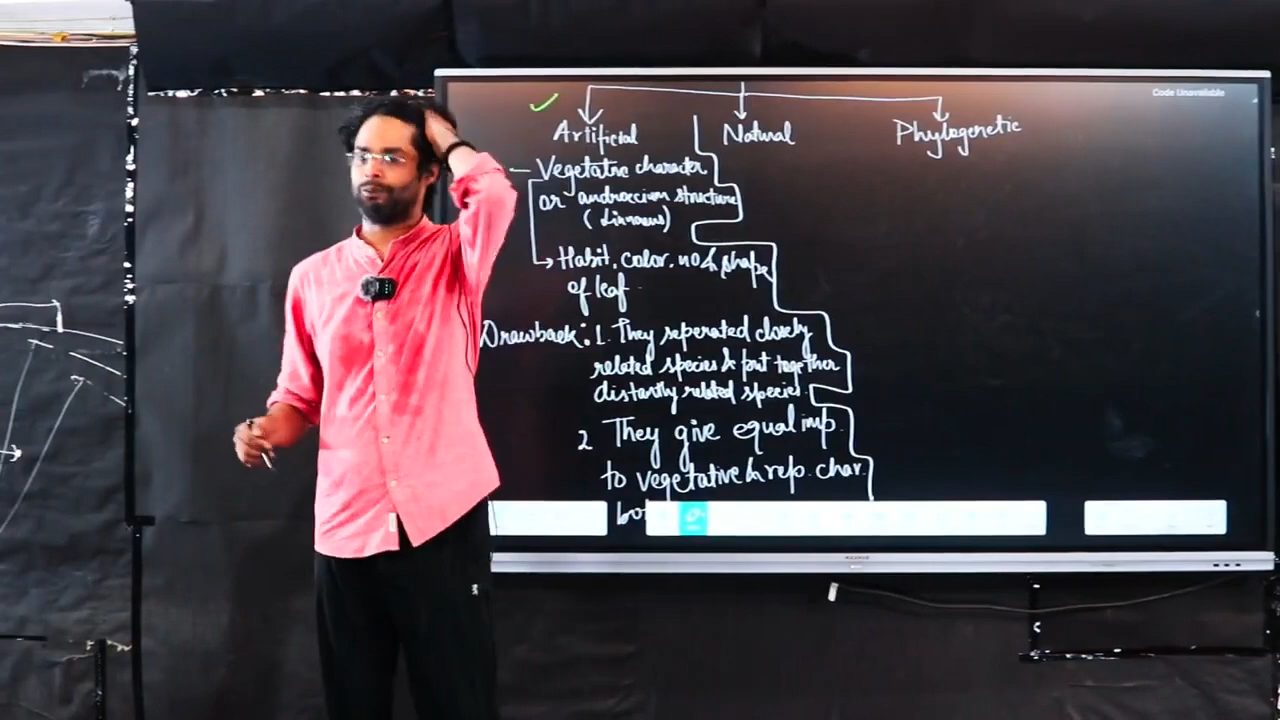 Code Unavailable
Artificial Natural Phylogenetic
Vegetative character
or androecium structure
(Linnaeus)
Habit, color, no & shape
of leaf
Drawback: 1. They seperated closely
related species & put together
distantly related species.
2 They give equal imp.
to vegetative & rep. char.